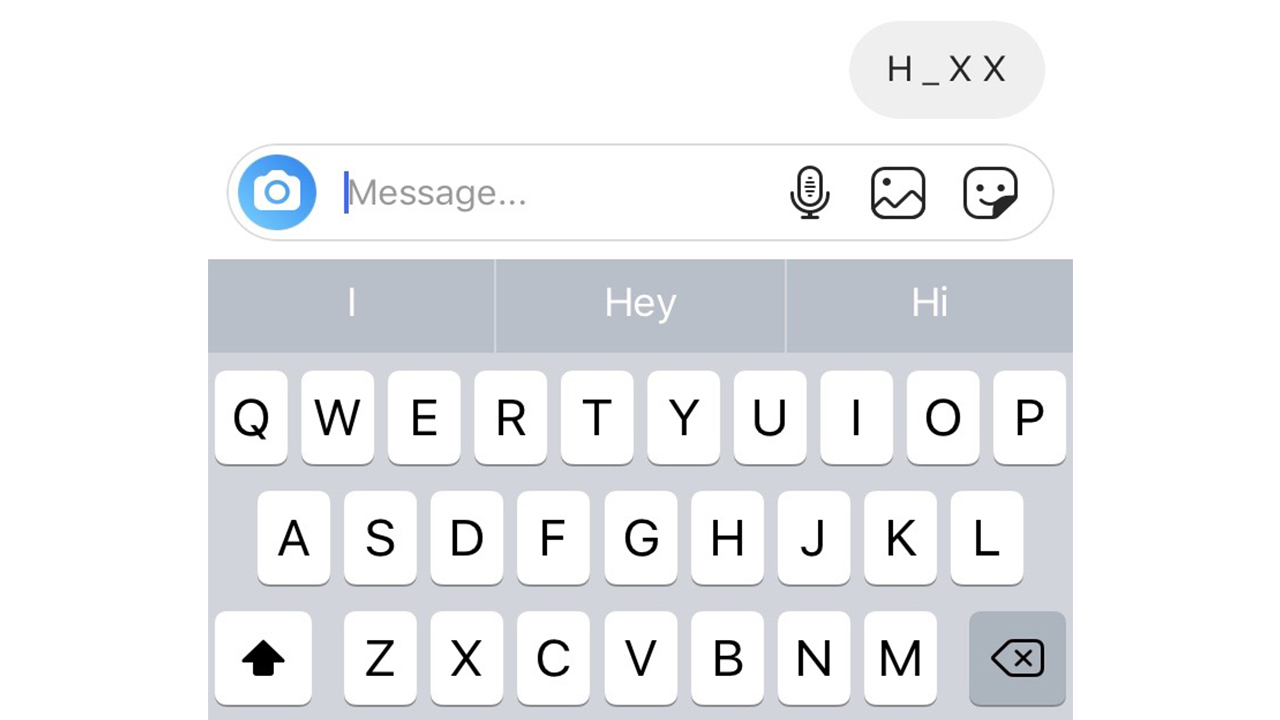 H _ X X
Message...
I Hey Hi
Q W E R T Y U I O P
A S D F G H J K L
Z X C V B N M